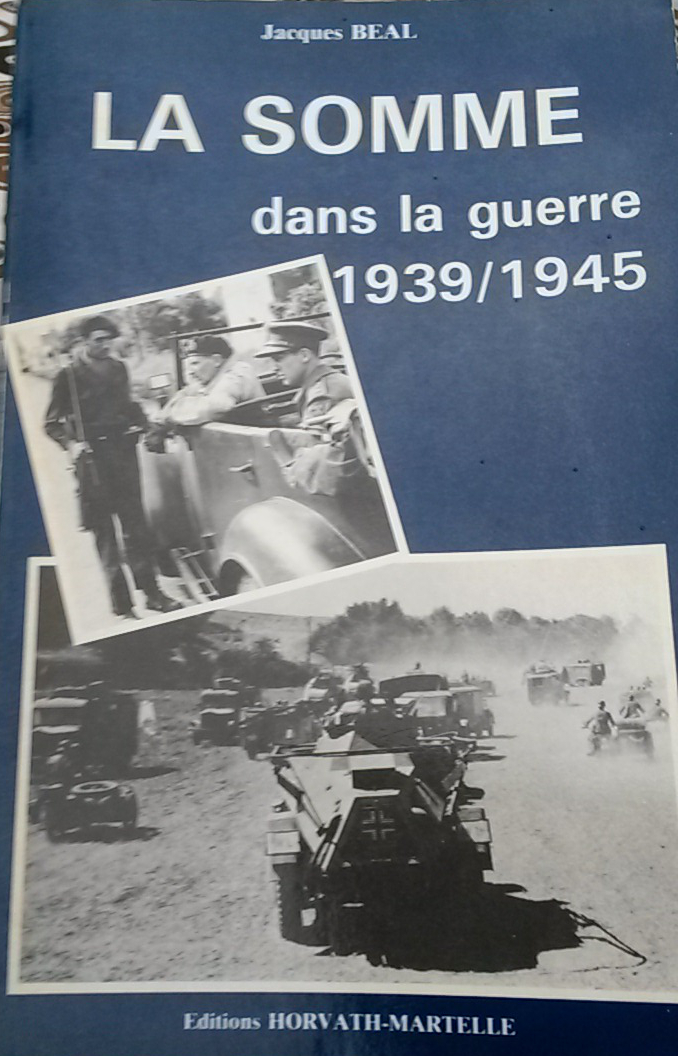 Jacques BEAL
LA SOMME
dans la guerre
1939/1945
Editions HORVATH-MARTELLE